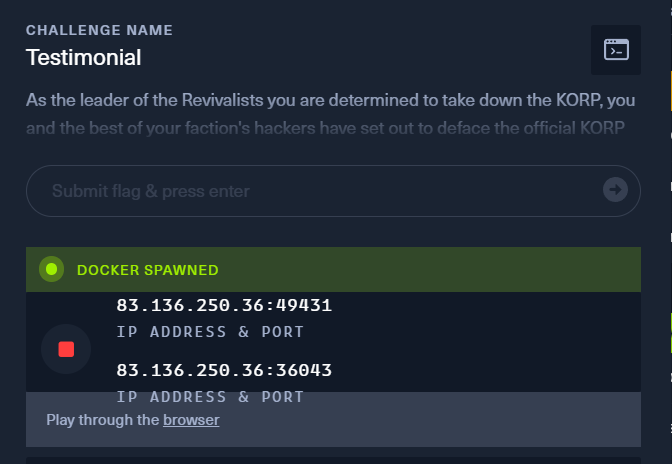 CHALLENGE NAME
Testimonial
As the leader of the Revivalists you are determined to take down the KORP, you
and the best of your faction's hackers have set out to deface the official KORP
Submit flag & press enter
DOCKER SPAWNED
83.136.250.36:49431
IP ADDRESS & PORT
83.136.250.36:36043
IP ADDRESS & PORT
Play through the browser